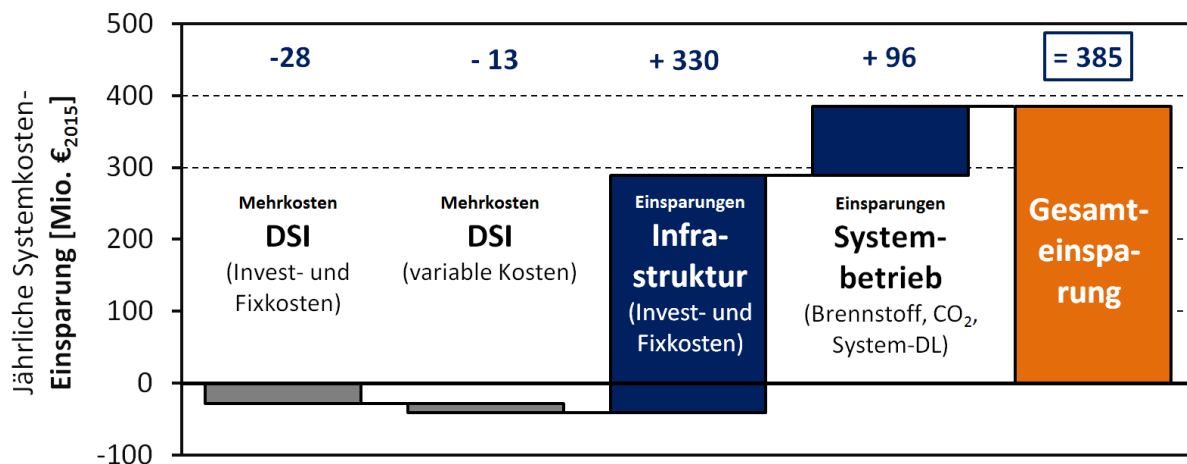 Jährliche Systemkosten-
Einsparung [Mio. €2015]
500
400
300
200
100
0
-100
-28
- 13
+ 330
+ 96
= 385
Mehrkosten
DSI
(Invest- und
Fixkosten)
Mehrkosten
DSI
(variable Kosten)
Einsparungen
Infra-
struktur
(Invest- und
Fixkosten)
Einsparungen
System-
betrieb
(Brennstoff, CO2,
System-DL)
Gesamt-
einspa-
rung